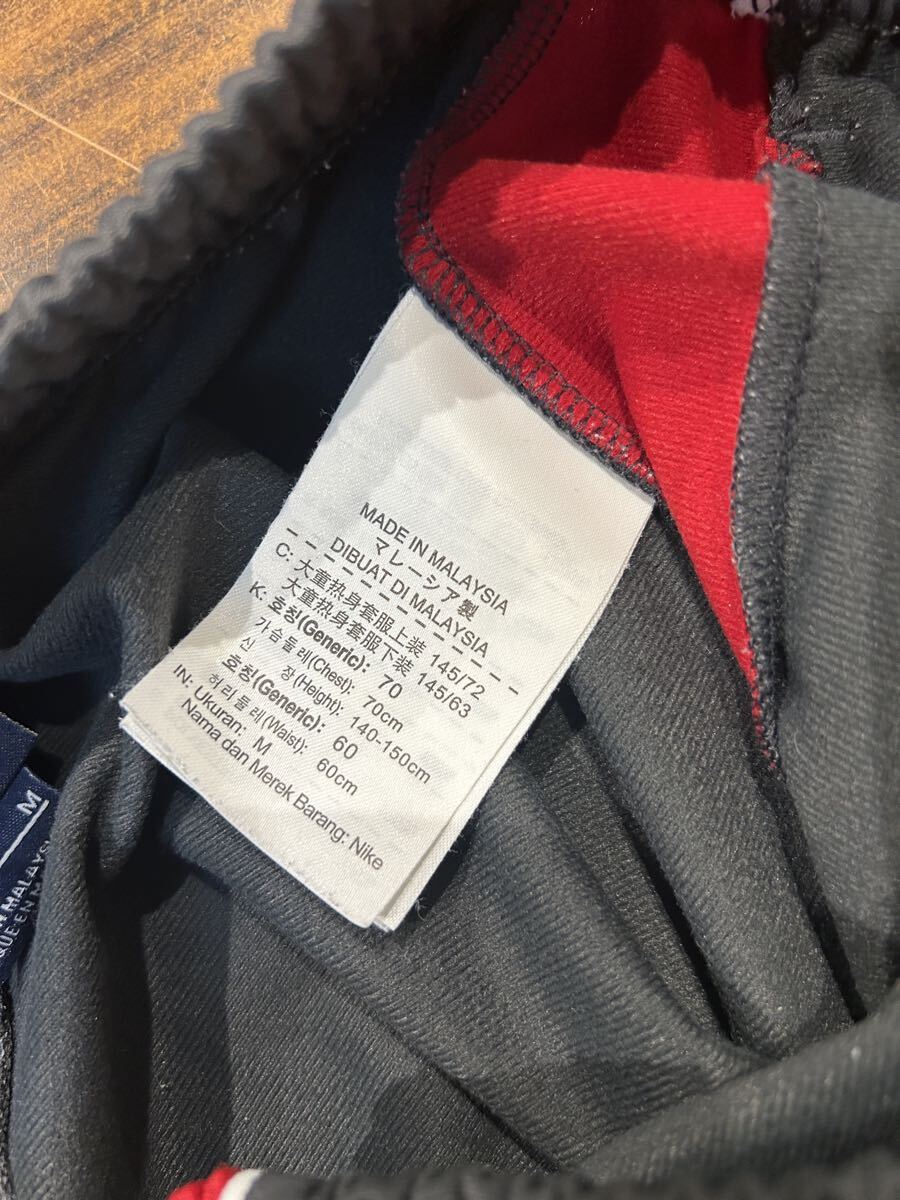 MADE IN MALAYSIA
マレーシア製
DIBUAT DI MALAYSIA
C: 大童热身套服上装 145/72
大童热身套服下装 145/63
K: 호칭(Generic): 70
가슴둘레(Chest): 70cm
신 장(Height): 140-150cm
호칭(Generic): 60
허리둘레(Waist): 60cm
IN: Ukuran: M
Nama dan Merek Barang: Nike
M
MALAYSIA